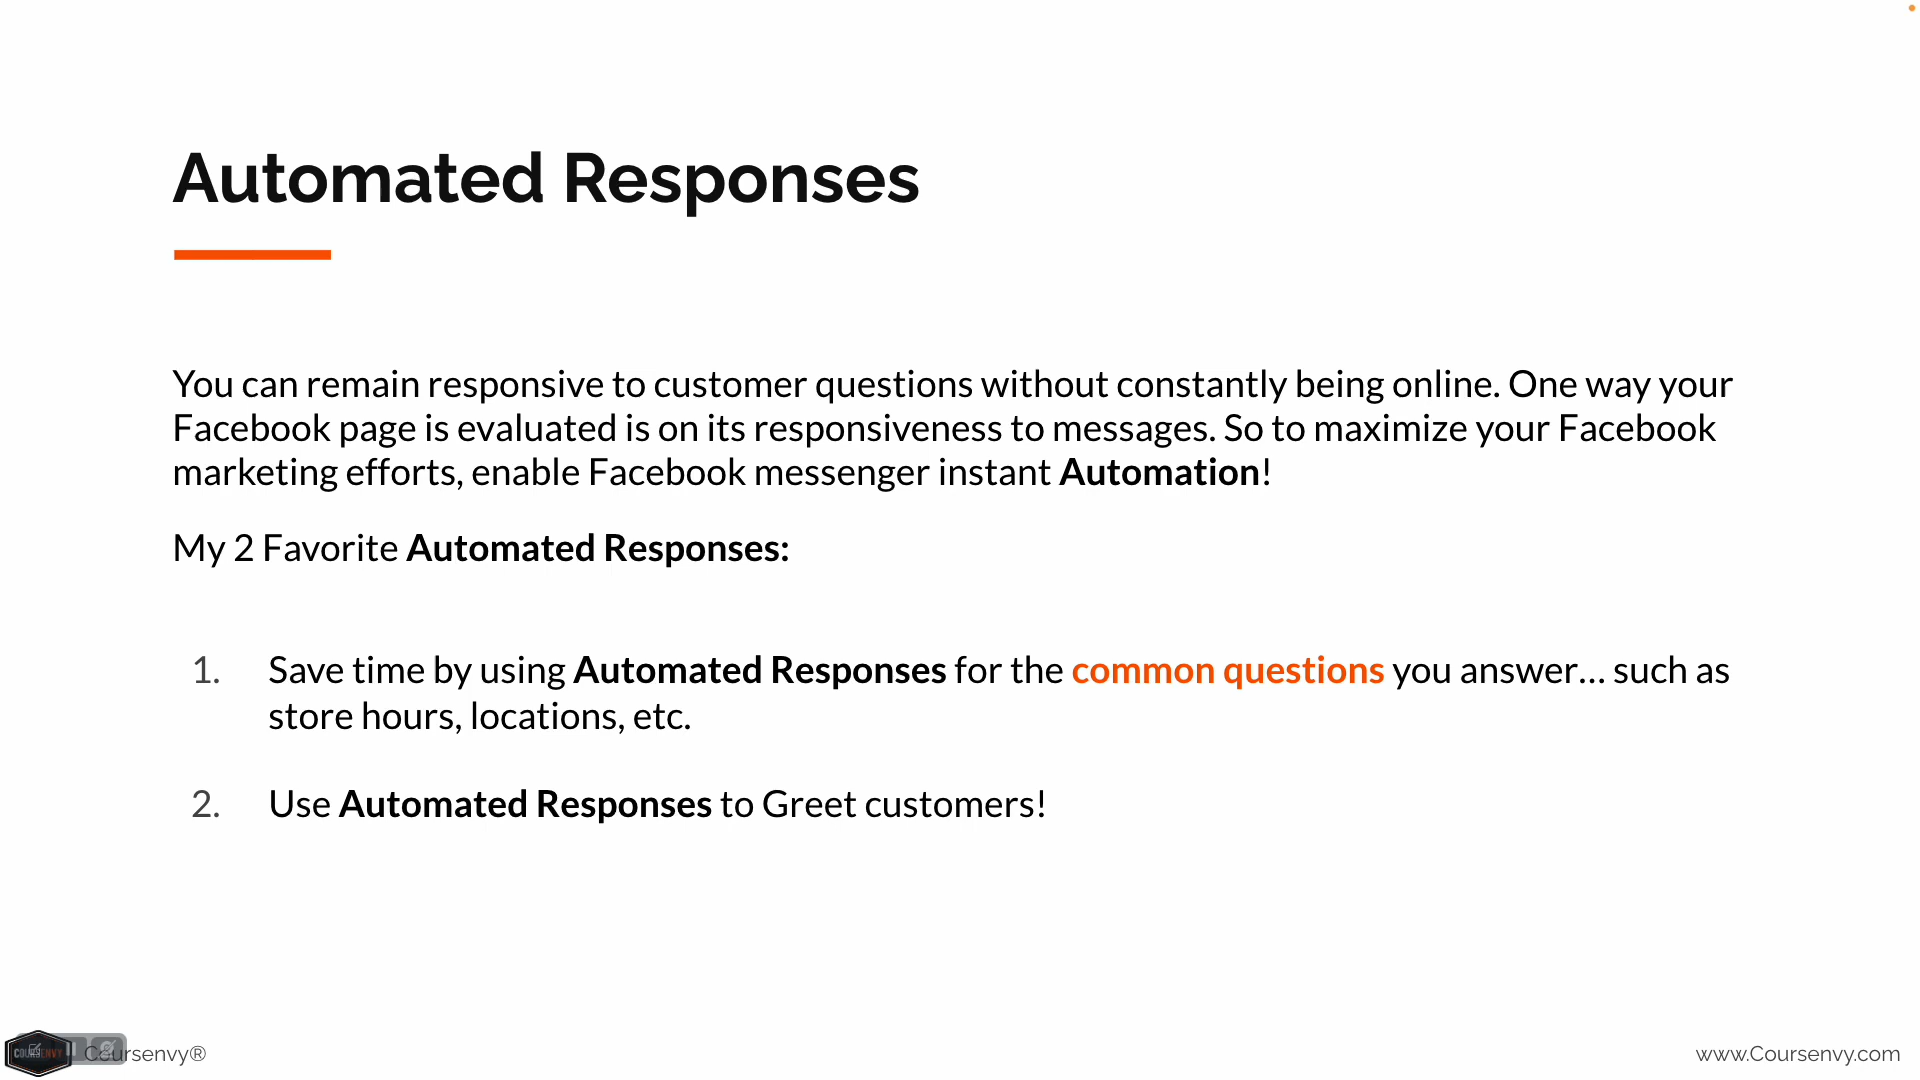 Automated Responses
You can remain responsive to customer questions without constantly being online. One way your
Facebook page is evaluated is on its responsiveness to messages. So to maximize your Facebook
marketing efforts, enable Facebook messenger instant Automation!
My 2 Favorite Automated Responses:
1. Save time by using Automated Responses for the common questions you answer... such as
store hours, locations, etc.
2. Use Automated Responses to Greet customers!
COURSENVY
Coursenvy®
www.Coursenvy.com